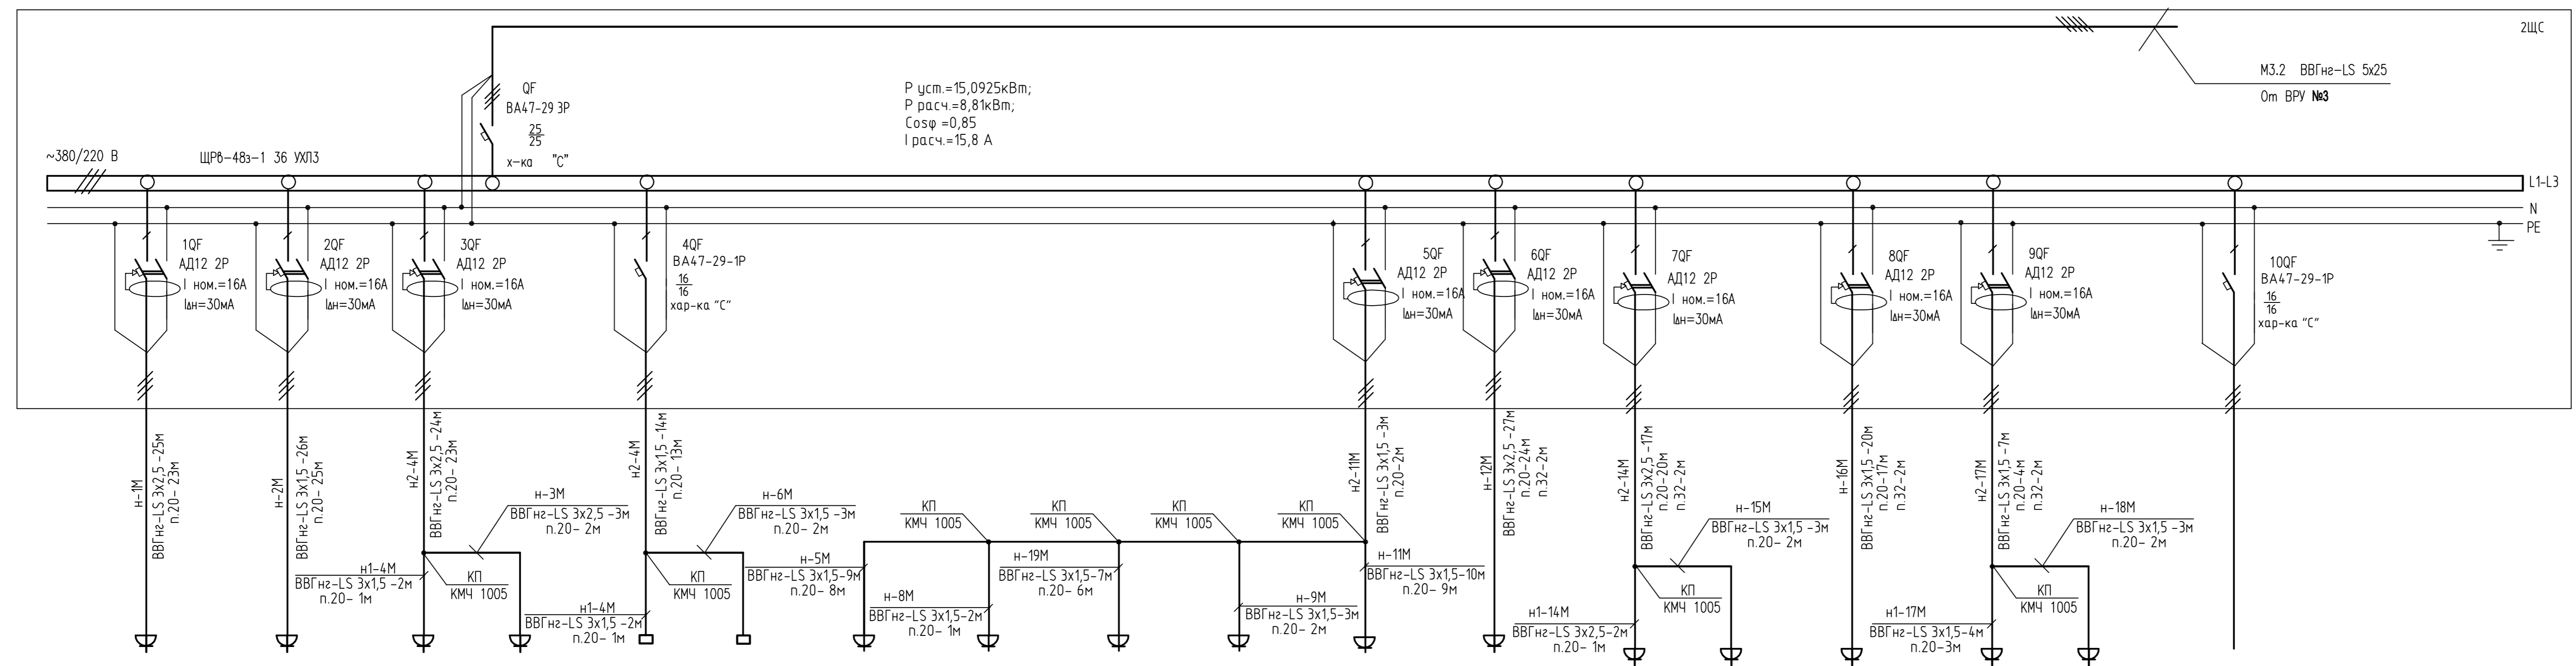 2ЩС
М3.2 ВВГнг-LS 5х25
От ВРУ №3
QF
ВА47-29 3Р
25
25
х-ка "С"
Р уст.=15,0925кВт;
Р расч.=8,81кВт;
Cosφ =0,85
I расч.=15,8 А
~380/220 В
ЩРв-48з-1 36 УХЛ3
L1-L3
N
PE
1QF
АД12 2Р
I ном.=16А
IΔн=30мА
2QF
АД12 2Р
I ном.=16А
IΔн=30мА
3QF
АД12 2Р
I ном.=16А
IΔн=30мА
4QF
ВА47-29-1Р
16
16
хар-ка "С"
5QF
АД12 2Р
I ном.=16А
IΔн=30мА
6QF
АД12 2Р
I ном.=16А
IΔн=30мА
7QF
АД12 2Р
I ном.=16А
IΔн=30мА
8QF
АД12 2Р
I ном.=16А
IΔн=30мА
9QF
АД12 2Р
I ном.=16А
IΔн=30мА
10QF
ВА47-29-1Р
16
16
хар-ка "С"
н-1М
ВВГнг-LS 3х2,5 -25м
п.20- 23м
н-2М
ВВГнг-LS 3х1,5 -26м
п.20- 25м
н2-4М
ВВГнг-LS 3х2,5 -24м
п.20- 23м
н-3М
ВВГнг-LS 3х2,5 -3м
п.20- 2м
н1-4М
ВВГнг-LS 3х1,5 -2м
п.20- 1м
КП
КМЧ 1005
н2-4М
ВВГнг-LS 3х1,5 -14м
п.20- 13м
н-6М
ВВГнг-LS 3х1,5 -3м
п.20- 2м
н1-4М
ВВГнг-LS 3х1,5 -2м
п.20- 1м
КП
КМЧ 1005
н-5М
ВВГнг-LS 3х1,5-9м
п.20- 8м
КП
КМЧ 1005
н-8М
ВВГнг-LS 3х1,5-2м
п.20- 1м
КП
КМЧ 1005
н-19М
ВВГнг-LS 3х1,5-7м
п.20- 6м
КП
КМЧ 1005
н-9М
ВВГнг-LS 3х1,5-3м
п.20- 2м
КП
КМЧ 1005
н2-11М
ВВГнг-LS 3х1,5 -3м
п.20-2м
н-11М
ВВГнг-LS 3х1,5-10м
п.20- 9м
н-12М
ВВГнг-LS 3х2,5 -27м
п.20-24м
п.32-2м
н2-14М
ВВГнг-LS 3х2,5 -17м
п.20-20м
п.32-2м
н-15М
ВВГнг-LS 3х1,5 -3м
п.20- 2м
н1-14М
ВВГнг-LS 3х2,5-2м
п.20- 1м
КП
КМЧ 1005
н-16М
ВВГнг-LS 3х1,5 -20м
п.20-17м
п.32-2м
н2-17М
ВВГнг-LS 3х1,5 -7м
п.20-4м
п.32-2м
н-18М
ВВГнг-LS 3х1,5 -3м
п.20- 2м
н1-17М
ВВГнг-LS 3х1,5-4м
п.20-3м
КП
КМЧ 1005